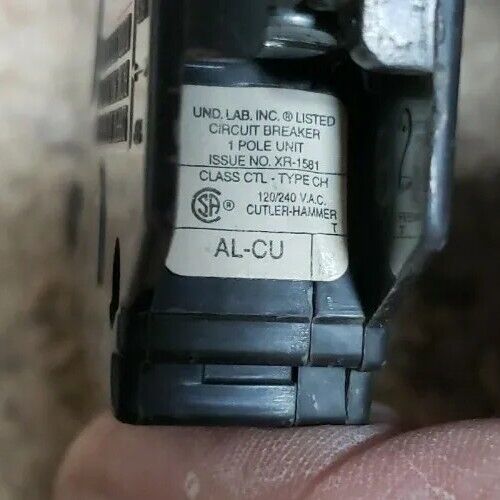 UND. LAB. INC. ® LISTED
CIRCUIT BREAKER
1 POLE UNIT
ISSUE NO. XR-1581
CLASS CTL - TYPE CH
SA ® 120/240 V.A.C.
CUTLER-HAMMER
T
AL-CU
T